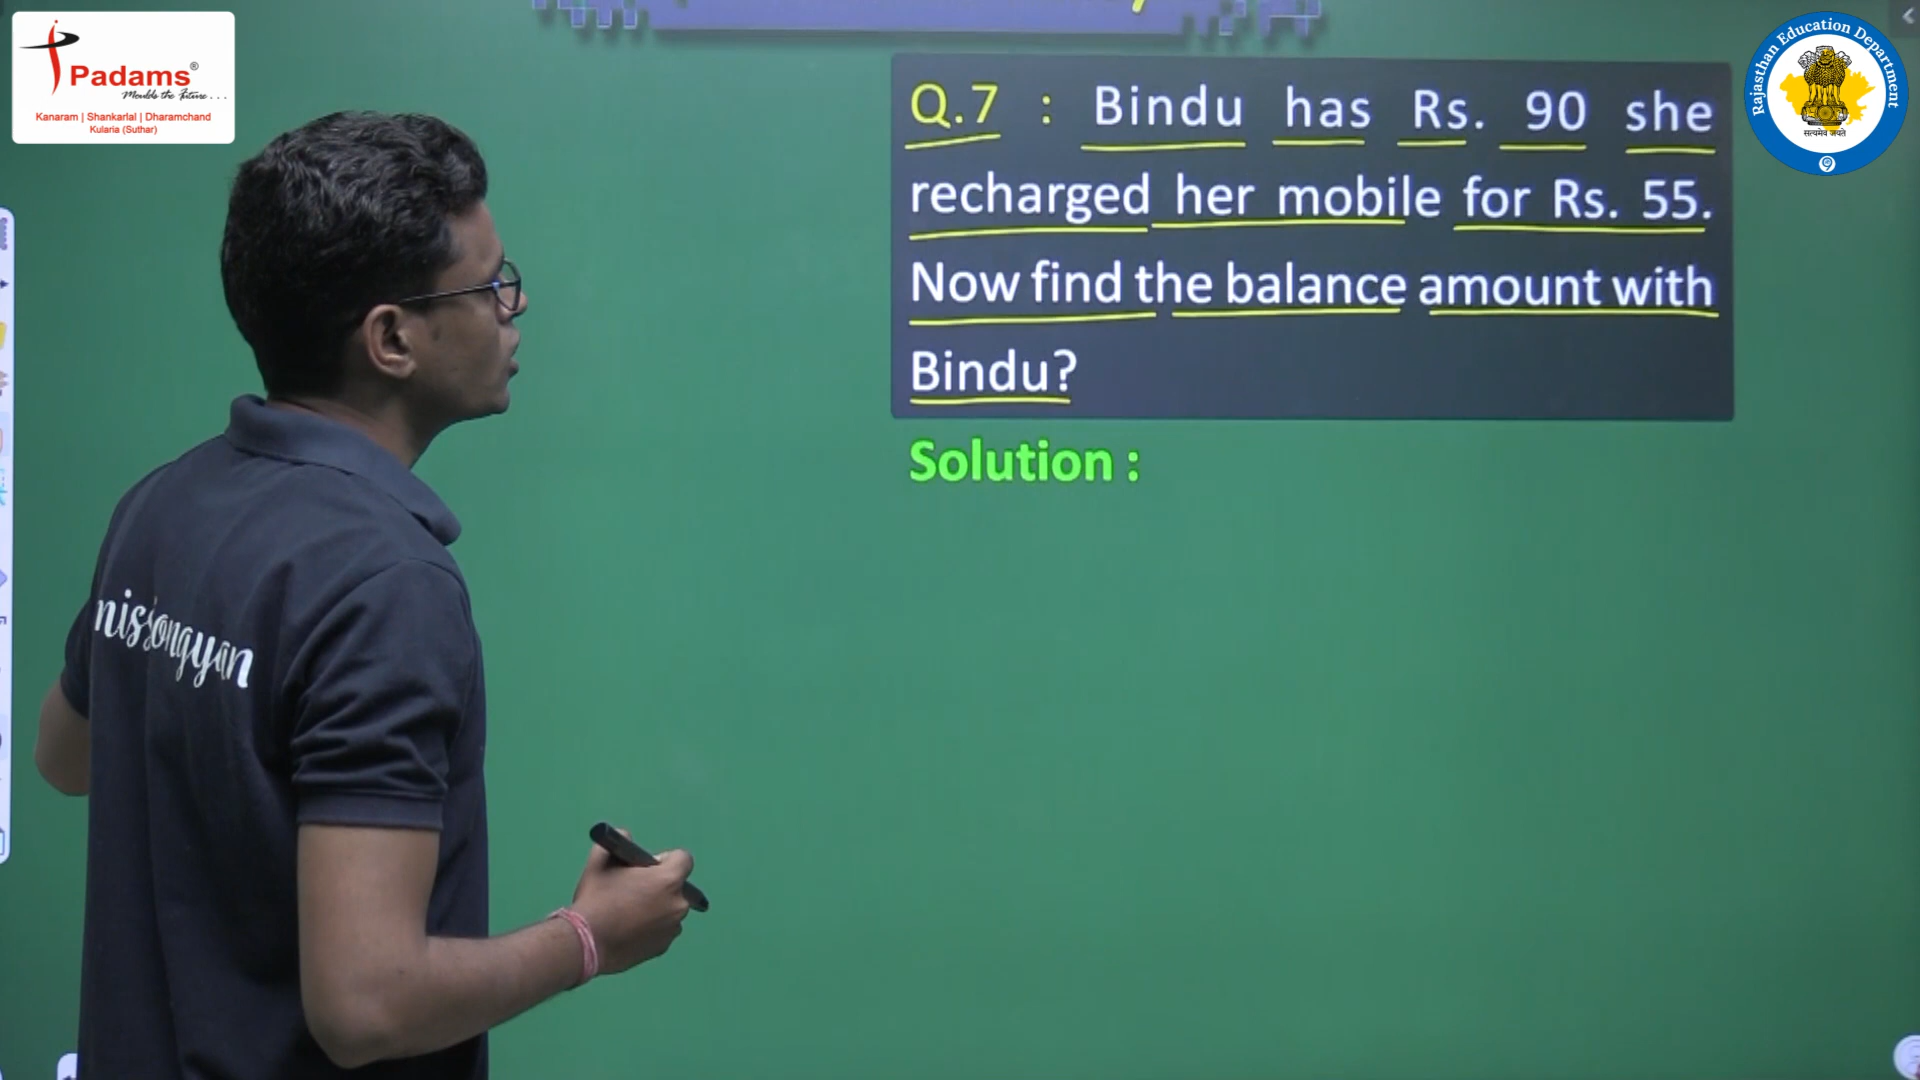 Padams®
Moulds the Future...
Kanaram | Shankarlal | Dharamchand
Kularia (Suthar)
Rajasthan Education Department
सत्यमेव जयते
Q.7 : Bindu has Rs. 90 she
recharged her mobile for Rs. 55.
Now find the balance amount with
Bindu?
Solution :
missiongyan